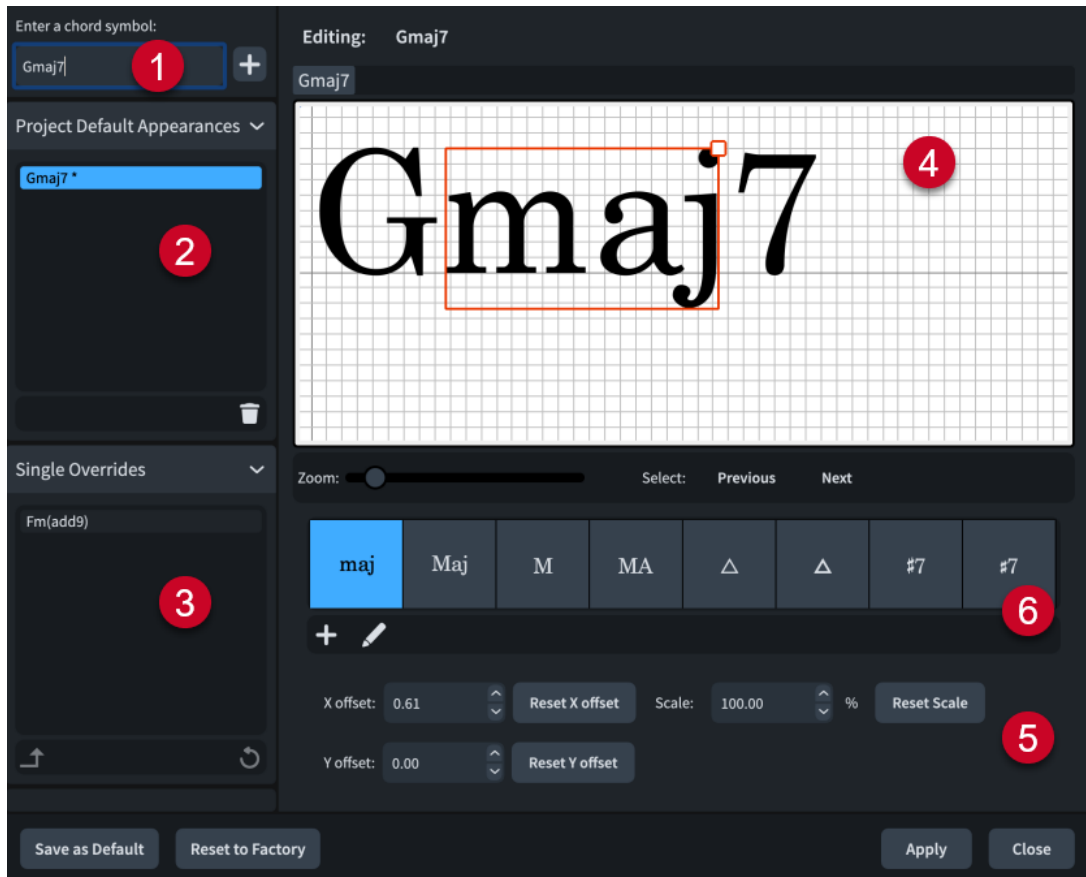 Enter a chord symbol:
Gmaj7
1
Project Default Appearances
Gmaj7 *
2
Single Overrides
Fm(add9)
3
Editing: Gmaj7
Gmaj7
Gmaj7
4
Zoom: Select: Previous Next
maj Maj M MA △ △ ♯7 ♯7
6
X offset: 0.61 Reset X offset Scale: 100.00 % Reset Scale
5
Y offset: 0.00 Reset Y offset
Save as Default Reset to Factory Apply Close